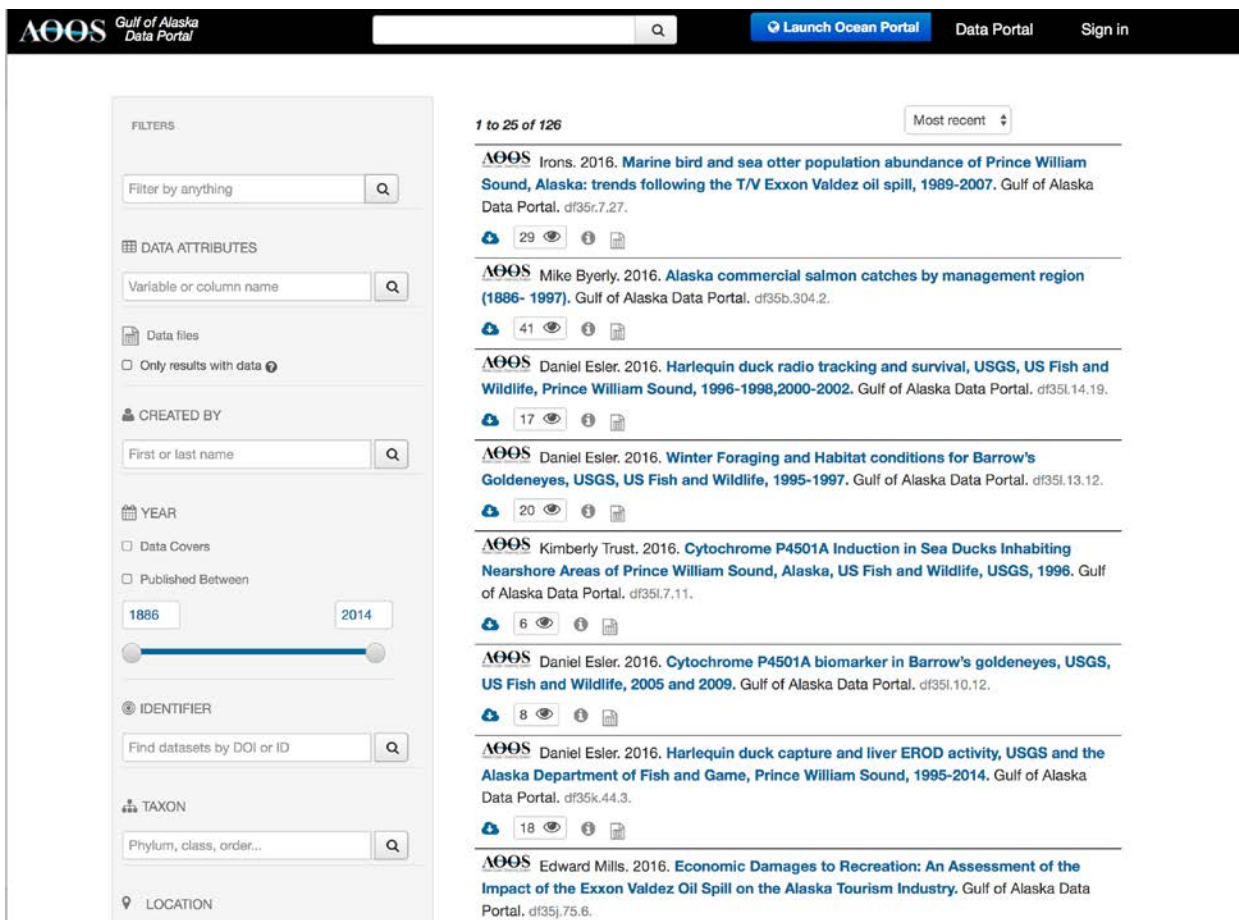 AOOS Gulf of Alaska
Data Portal
Launch Ocean Portal
Data Portal
Sign in
FILTERS
Filter by anything
DATA ATTRIBUTES
Variable or column name
Data files
Only results with data
CREATED BY
First or last name
YEAR
Data Covers
Published Between
1886
2014
IDENTIFIER
Find datasets by DOI or ID
TAXON
Phylum, class, order...
LOCATION
1 to 25 of 126
Most recent
AOOS Irons. 2016. Marine bird and sea otter population abundance of Prince William
Sound, Alaska: trends following the T/V Exxon Valdez oil spill, 1989-2007. Gulf of Alaska
Data Portal. df35r.7.27.
29
AOOS Mike Byerly. 2016. Alaska commercial salmon catches by management region
(1886- 1997). Gulf of Alaska Data Portal. df35b.304.2.
41
AOOS Daniel Esler. 2016. Harlequin duck radio tracking and survival, USGS, US Fish and
Wildlife, Prince William Sound, 1996-1998,2000-2002. Gulf of Alaska Data Portal. df35l.14.19.
17
AOOS Daniel Esler. 2016. Winter Foraging and Habitat conditions for Barrow's
Goldeneyes, USGS, US Fish and Wildlife, 1995-1997. Gulf of Alaska Data Portal. df35l.13.12.
20
AOOS Kimberly Trust. 2016. Cytochrome P4501A Induction in Sea Ducks Inhabiting
Nearshore Areas of Prince William Sound, Alaska, US Fish and Wildlife, USGS, 1996. Gulf
of Alaska Data Portal. df35l.7.11.
6
AOOS Daniel Esler. 2016. Cytochrome P4501A biomarker in Barrow's goldeneyes, USGS,
US Fish and Wildlife, 2005 and 2009. Gulf of Alaska Data Portal. df35l.10.12.
8
AOOS Daniel Esler. 2016. Harlequin duck capture and liver EROD activity, USGS and the
Alaska Department of Fish and Game, Prince William Sound, 1995-2014. Gulf of Alaska
Data Portal. df35k.44.3.
18
AOOS Edward Mills. 2016. Economic Damages to Recreation: An Assessment of the
Impact of the Exxon Valdez Oil Spill on the Alaska Tourism Industry. Gulf of Alaska Data
Portal. df35j.75.6.